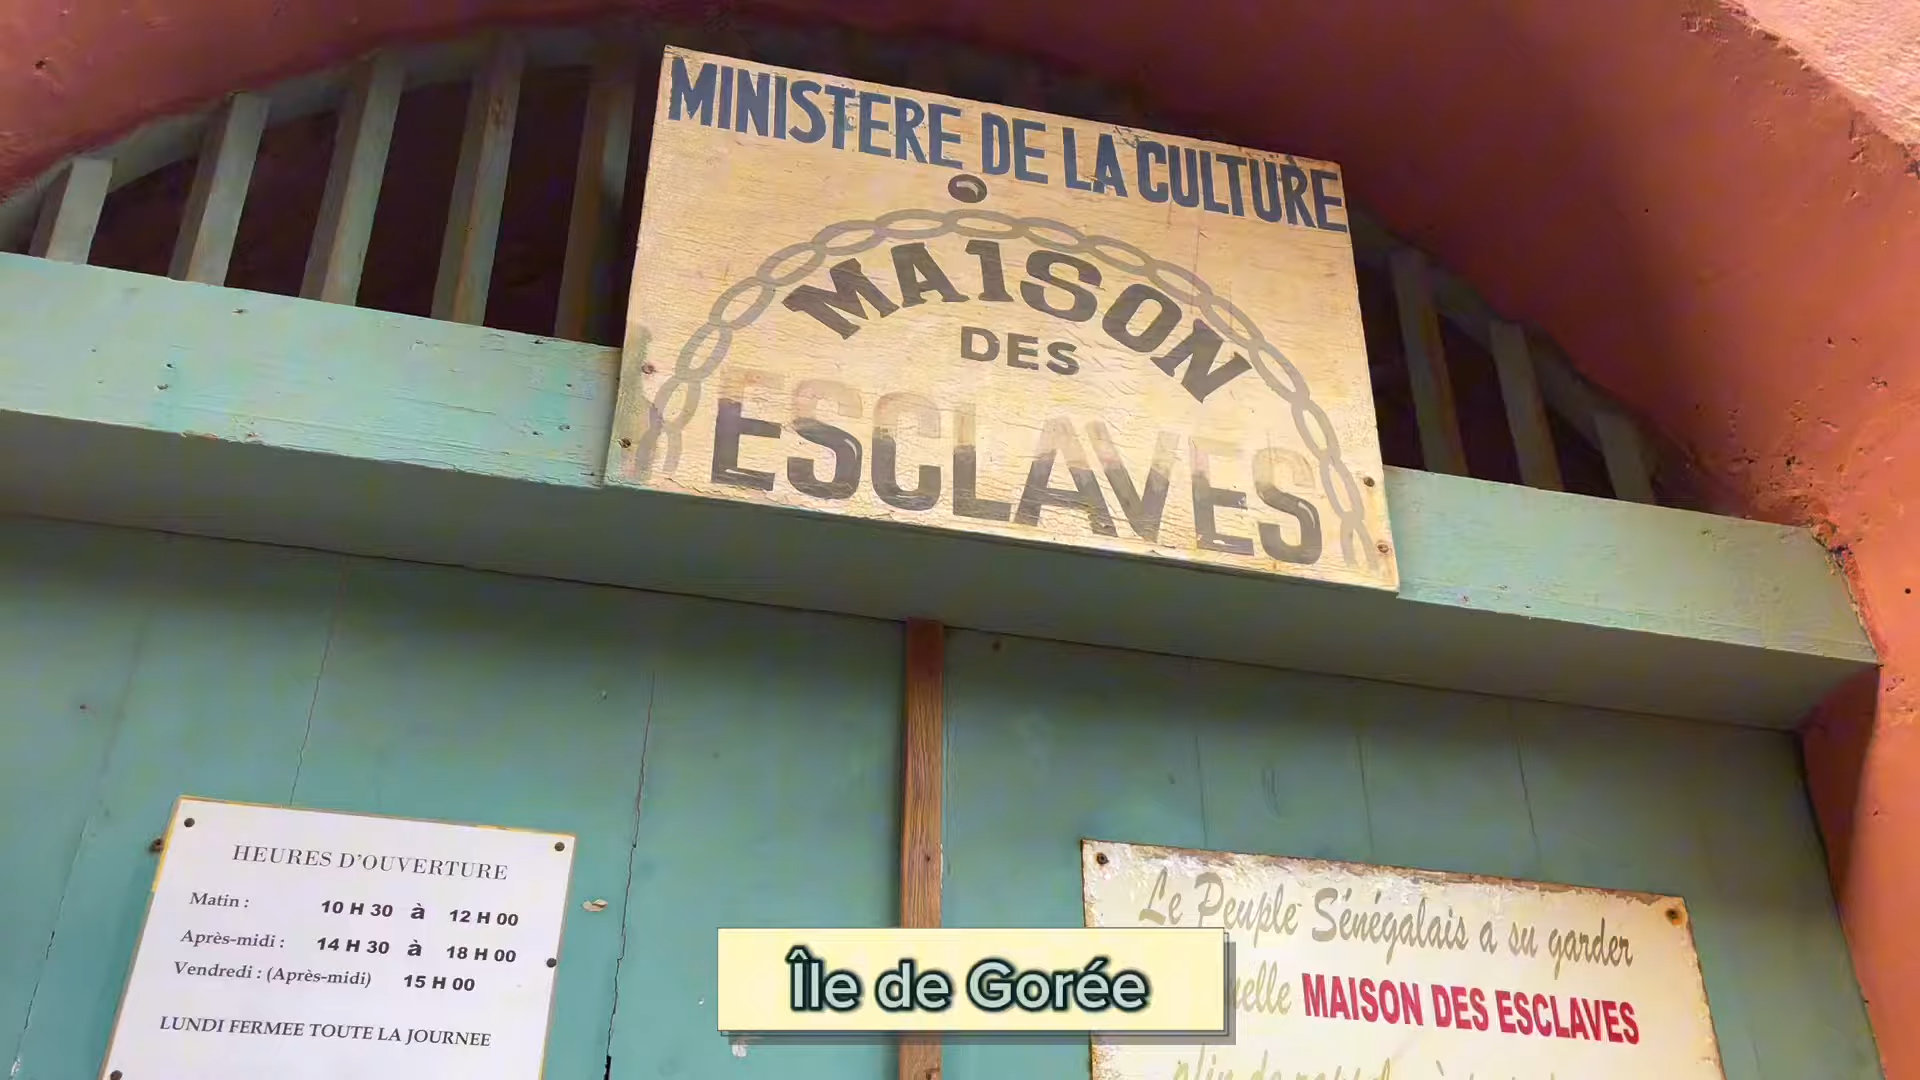 MINISTERE DE LA CULTURE
MAISON
DES
ESCLAVES
HEURES D'OUVERTURE
Matin : 10 H 30 à 12 H 00
Après-midi : 14 H 30 à 18 H 00
Vendredi : (Après-midi) 15 H 00
LUNDI FERMEE TOUTE LA JOURNEE
Le Peuple Sénégalais a su garder
MAISON DES ESCLAVES
Île de Gorée